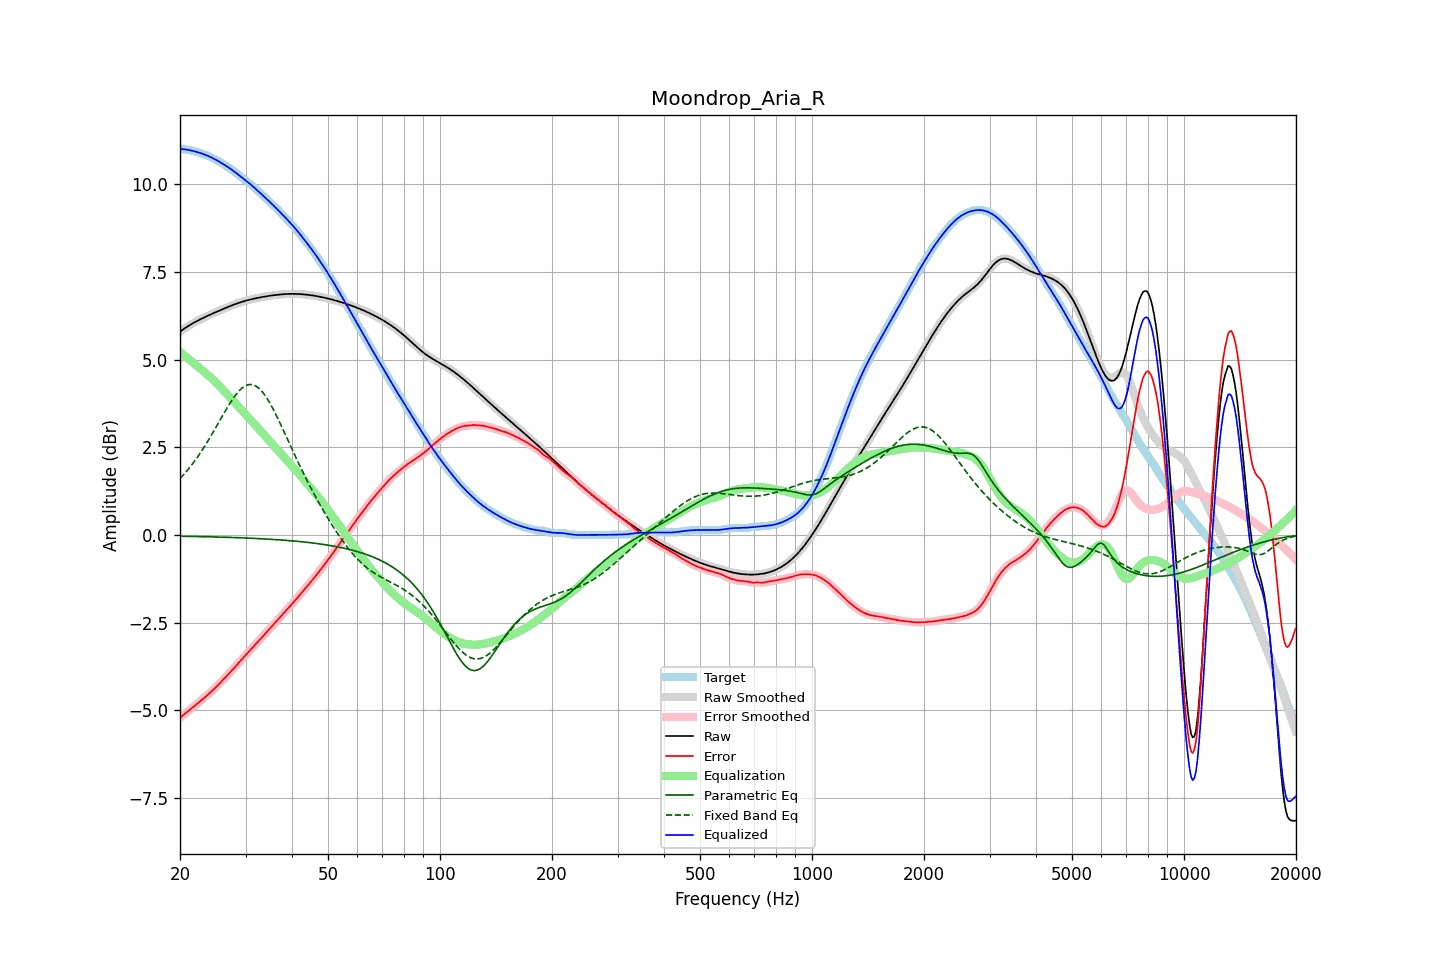 Moondrop_Aria_R
Amplitude (dBr)
10.0
7.5
5.0
2.5
0.0
−2.5
−5.0
−7.5
Target
Raw Smoothed
Error Smoothed
Raw
Error
Equalization
Parametric Eq
Fixed Band Eq
Equalized
20 50 100 200 500 1000 2000 5000 10000 20000
Frequency (Hz)